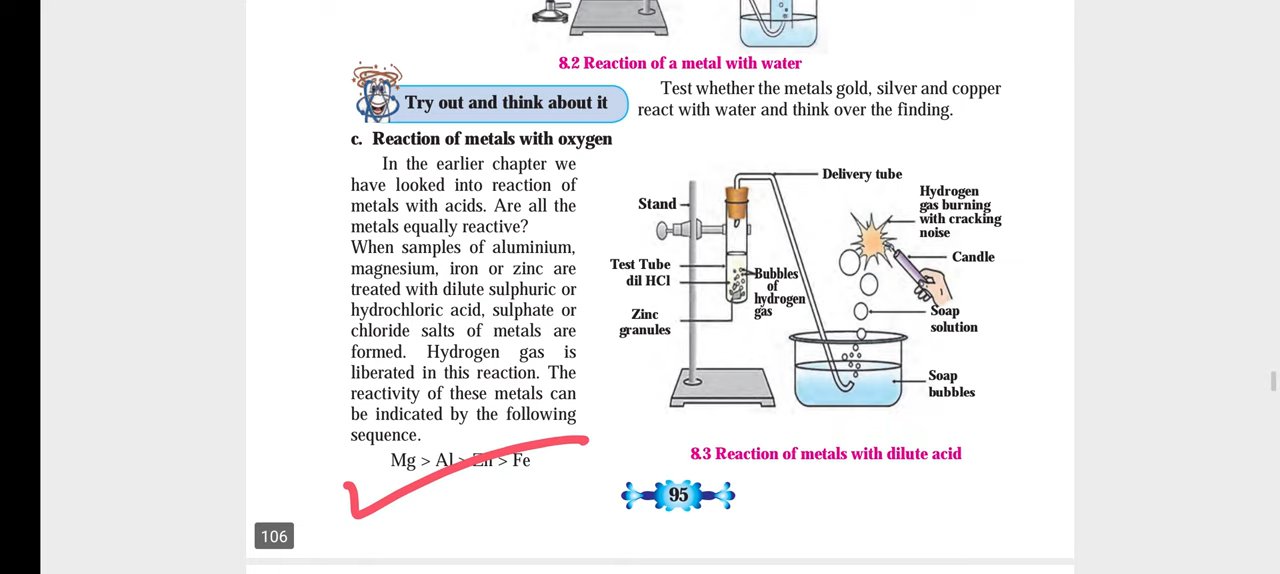 8.2 Reaction of a metal with water
Try out and think about it
Test whether the metals gold, silver and copper
react with water and think over the finding.
c. Reaction of metals with oxygen
In the earlier chapter we
have looked into reaction of
metals with acids. Are all the
metals equally reactive?
When samples of aluminium,
magnesium, iron or zinc are
treated with dilute sulphuric or
hydrochloric acid, sulphate or
chloride salts of metals are
formed. Hydrogen gas is
liberated in this reaction. The
reactivity of these metals can
be indicated by the following
sequence.
Mg > Al > Zn > Fe
Delivery tube
Stand
Hydrogen
gas burning
with cracking
noise
Candle
Test Tube
dil HCl
Bubbles
of
hydrogen
gas
Zinc
granules
Soap
solution
Soap
bubbles
8.3 Reaction of metals with dilute acid
95
106